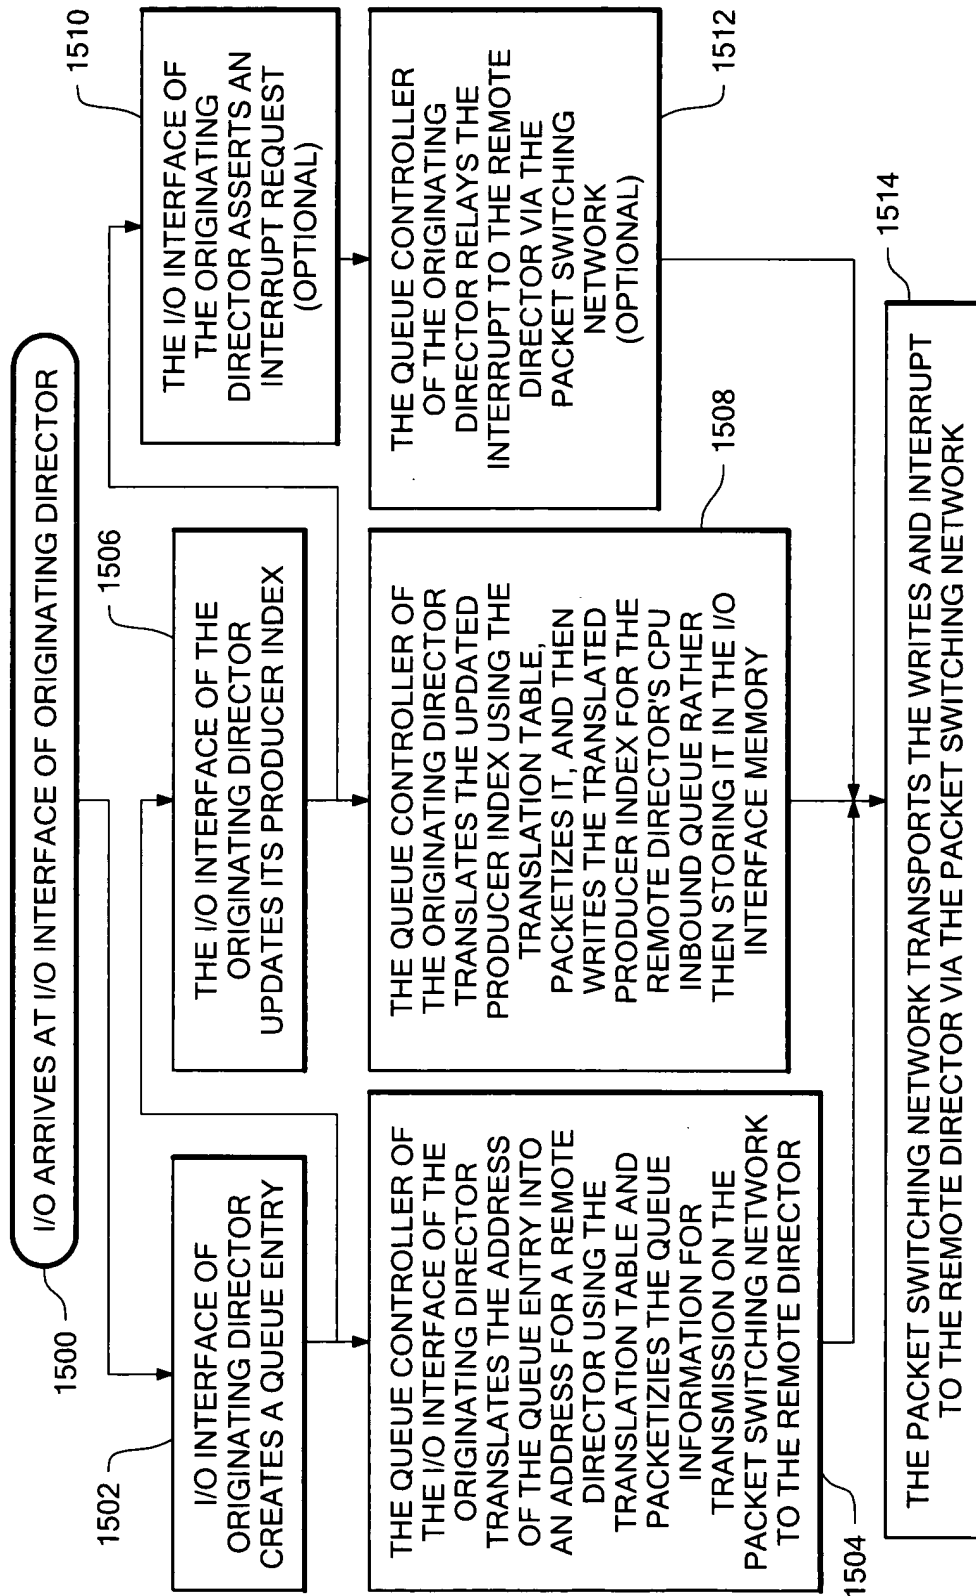 I/O ARRIVES AT I/O INTERFACE OF ORIGINATING DIRECTOR
1500
1502
I/O INTERFACE OF
ORIGINATING DIRECTOR
CREATES A QUEUE ENTRY
THE QUEUE CONTROLLER OF
THE I/O INTERFACE OF THE
ORIGINATING DIRECTOR
TRANSLATES THE ADDRESS
OF THE QUEUE ENTRY INTO
AN ADDRESS FOR A REMOTE
DIRECTOR USING THE
TRANSLATION TABLE AND
PACKETIZIES THE QUEUE
INFORMATION FOR
TRANSMISSION ON THE
PACKET SWITCHING NETWORK
TO THE REMOTE DIRECTOR
1504
1506
THE I/O INTERFACE OF THE
ORIGINATING DIRECTOR
UPDATES ITS PRODUCER INDEX
THE QUEUE CONTROLLER OF
THE ORIGINATING DIRECTOR
TRANSLATES THE UPDATED
PRODUCER INDEX USING THE
TRANSLATION TABLE,
PACKETIZES IT, AND THEN
WRITES THE TRANSLATED
PRODUCER INDEX FOR THE
REMOTE DIRECTOR'S CPU
INBOUND QUEUE RATHER
THEN STORING IT IN THE I/O
INTERFACE MEMORY
1508
1510
THE I/O INTERFACE OF
THE ORIGINATING
DIRECTOR ASSERTS AN
INTERRUPT REQUEST
(OPTIONAL)
THE QUEUE CONTROLLER
OF THE ORIGINATING
DIRECTOR RELAYS THE
INTERRUPT TO THE REMOTE
DIRECTOR VIA THE
PACKET SWITCHING
NETWORK
(OPTIONAL)
1512
1514
THE PACKET SWITCHING NETWORK TRANSPORTS THE WRITES AND INTERRUPT
TO THE REMOTE DIRECTOR VIA THE PACKET SWITCHING NETWORK